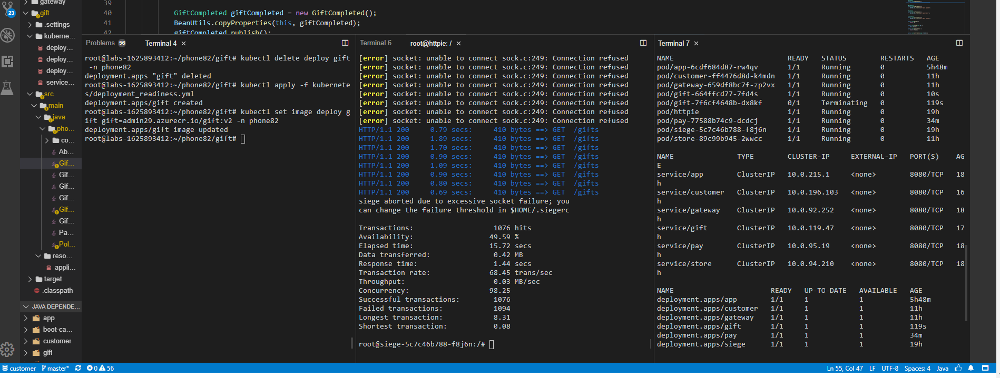 gateway
gift
.settings
kuberne...
deploy...
deploy...
deploy...
service...
src
main
java
pho...
co...
Ab...
Gif...
Gif...
Gif...
Gif...
Gif...
Gif...
Pa...
Pol...
reso...
appli...
target
.classpath
JAVA DEPENDE...
app
boot-ca...
customer
gift
23
39
40 GiftCompleted giftCompleted = new GiftCompleted();
41 BeanUtils.copyProperties(this, giftCompleted);
42 giftCompleted.publish();
Problems 56
Terminal 4 ×
root@labs-1625893412:~/phone82/gift# kubectl delete deploy gift
-n phone82
deployment.apps "gift" deleted
root@labs-1625893412:~/phone82/gift# kubectl apply -f kubernete
s/deployment_readiness.yml
deployment.apps/gift created
root@labs-1625893412:~/phone82/gift# kubectl set image deploy g
ift gift=admin29.azurecr.io/gift:v2 -n phone82
deployment.apps/gift image updated
root@labs-1625893412:~/phone82/gift#
Terminal 6
root@httpie: / ×
[error] socket: unable to connect sock.c:249: Connection refused
[error] socket: unable to connect sock.c:249: Connection refused
[error] socket: unable to connect sock.c:249: Connection refused
[error] socket: unable to connect sock.c:249: Connection refused
[error] socket: unable to connect sock.c:249: Connection refused
[error] socket: unable to connect sock.c:249: Connection refused
[error] socket: unable to connect sock.c:249: Connection refused
[error] socket: unable to connect sock.c:249: Connection refused
HTTP/1.1 200 0.79 secs: 410 bytes ==> GET /gifts
HTTP/1.1 200 1.89 secs: 410 bytes ==> GET /gifts
HTTP/1.1 200 1.70 secs: 410 bytes ==> GET /gifts
HTTP/1.1 200 0.90 secs: 410 bytes ==> GET /gifts
HTTP/1.1 200 1.09 secs: 410 bytes ==> GET /gifts
HTTP/1.1 200 0.90 secs: 410 bytes ==> GET /gifts
HTTP/1.1 200 0.80 secs: 410 bytes ==> GET /gifts
HTTP/1.1 200 0.69 secs: 410 bytes ==> GET /gifts
siege aborted due to excessive socket failure; you
can change the failure threshold in $HOME/.siegerc
Transactions: 1076 hits
Availability: 49.59 %
Elapsed time: 15.72 secs
Data transferred: 0.42 MB
Response time: 1.44 secs
Transaction rate: 68.45 trans/sec
Throughput: 0.03 MB/sec
Concurrency: 98.25
Successful transactions: 1076
Failed transactions: 1094
Longest transaction: 8.31
Shortest transaction: 0.08
root@siege-5c7c46b788-f8j6n:/#
Terminal 7 ×
NAME READY STATUS RESTARTS AGE
pod/app-6cdf684d87-rw4qv 1/1 Running 0 5h48m
pod/customer-ff4476d8d-k4mdn 1/1 Running 0 11h
pod/gateway-659df8bc7f-zp2vx 1/1 Running 0 11h
pod/gift-664ffcd77-7fd4s 1/1 Running 0 10s
pod/gift-7f6cf4648b-dx8kf 0/1 Terminating 0 119s
pod/httpie 1/1 Running 0 19h
pod/pay-77588b74c9-dcdcj 1/1 Running 0 34m
pod/siege-5c7c46b788-f8j6n 1/1 Running 0 19h
pod/store-89c99b945-2wwcc 1/1 Running 0 11h
NAME TYPE CLUSTER-IP EXTERNAL-IP PORT(S) AG
E
service/app ClusterIP 10.0.215.1 <none> 8080/TCP 18
h
service/customer ClusterIP 10.0.196.103 <none> 8080/TCP 16
h
service/gateway ClusterIP 10.0.92.252 <none> 8080/TCP 18
h
service/gift ClusterIP 10.0.119.47 <none> 8080/TCP 17
h
service/pay ClusterIP 10.0.95.19 <none> 8080/TCP 18
h
service/store ClusterIP 10.0.94.210 <none> 8080/TCP 18
h
NAME READY UP-TO-DATE AVAILABLE AGE
deployment.apps/app 1/1 1 1 5h48m
deployment.apps/customer 1/1 1 1 11h
deployment.apps/gateway 1/1 1 1 11h
deployment.apps/gift 1/1 1 1 119s
deployment.apps/pay 1/1 1 1 34m
deployment.apps/siege 1/1 1 1 19h
customer master* 0 56 Ln 55, Col 47 LF UTF-8 Spaces: 4 Java